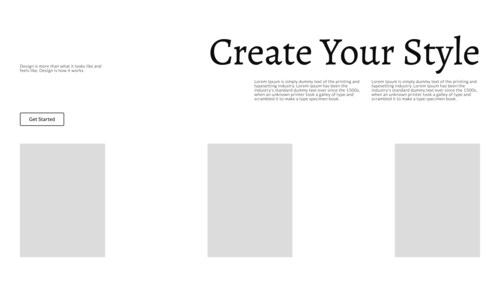 Create Your Style
Design is more than what it looks like and
feels like. Design is how it works.
Lorem Ipsum is simply dummy text of the printing and
typesetting industry. Lorem Ipsum has been the
industry's standard dummy text ever since the 1500s,
when an unknown printer took a galley of type and
scrambled it to make a type specimen book.
Lorem Ipsum is simply dummy text of the printing and
typesetting industry. Lorem Ipsum has been the
industry's standard dummy text ever since the 1500s,
when an unknown printer took a galley of type and
scrambled it to make a type specimen book.
Get Started